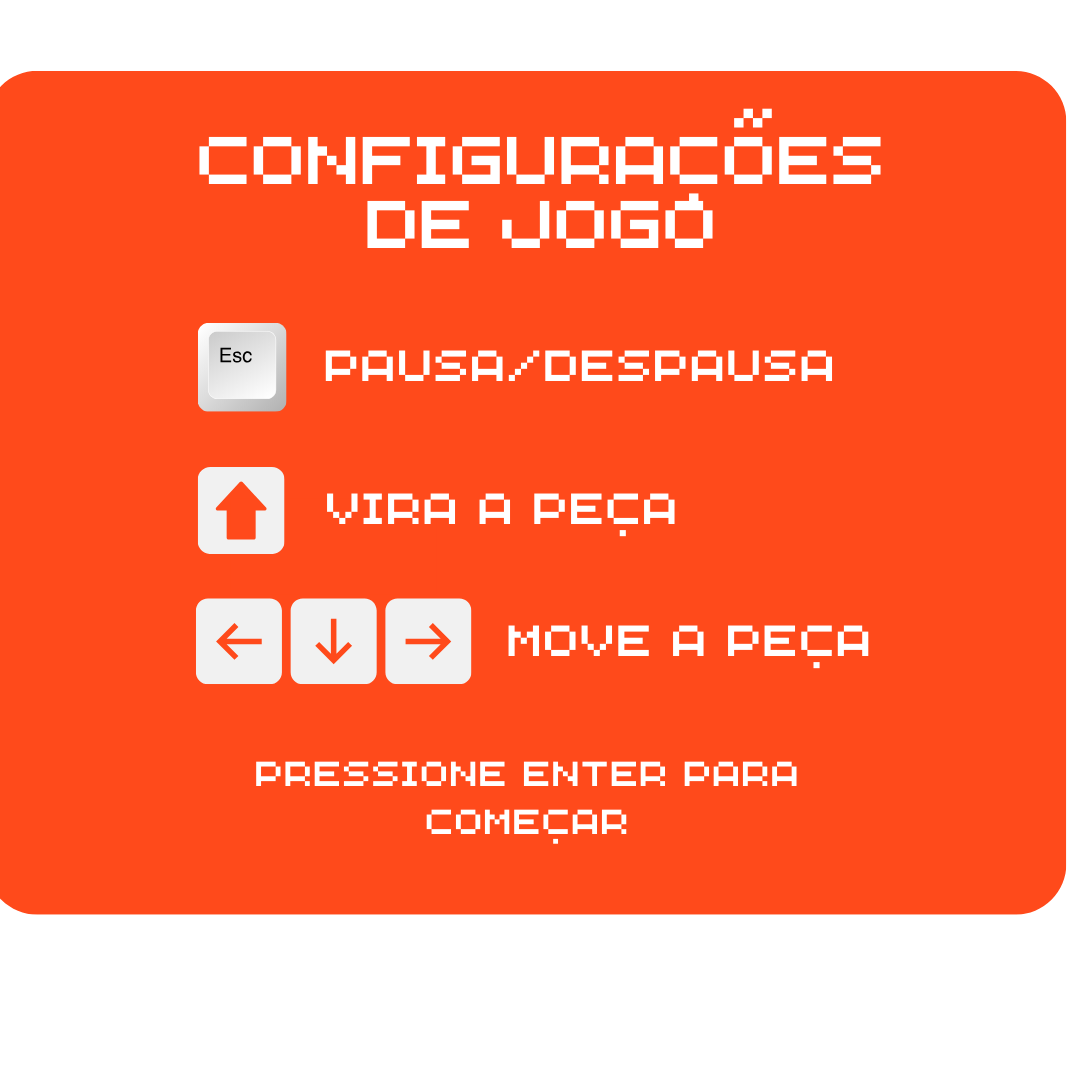 CONFIGURAÇÕES
DE JOGO
Esc PAUSA/DESPAUSA
VIRA A PEÇA
← ↓ → MOVE A PEÇA
PRESSIONE ENTER PARA
COMEÇAR